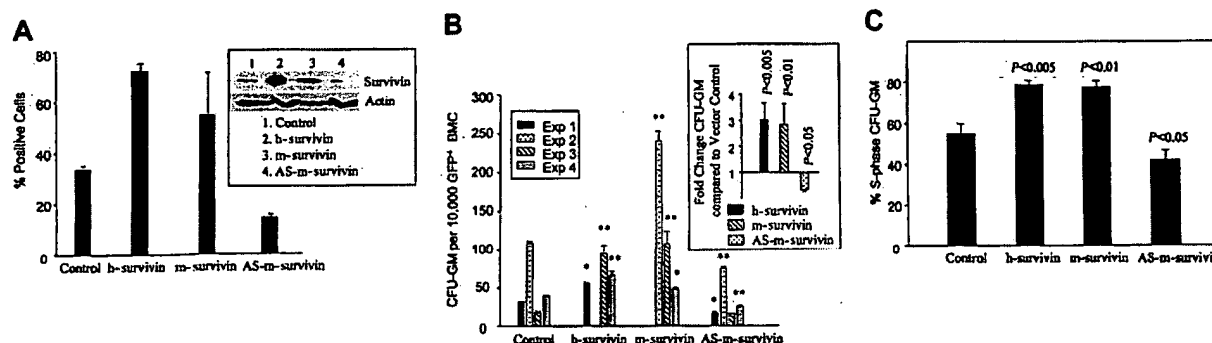 A
% Positive Cells
80
60
40
20
0
Control h-survivin m-survivin AS-m-survivin
1 2 3 4
Survivin
Actin
1. Control
2. h-survivin
3. m-survivin
4. AS-m-survivin
B
CFU-GM per 10,000 GFP+ BMC
300
250
200
150
100
50
0
Exp 1
Exp 2
Exp 3
Exp 4
* ** ** ** ** * * ** **
Control h-survivin m-survivin AS-m-survivin
Fold Change CFU-GM
compared to Vector Control
4
3
2
1
P<0.005
P<0.01
P<0.05
h-survivin
m-survivin
AS-m-survivin
C
% S-phase CFU-GM
100
80
60
40
20
0
P<0.005 P<0.01
P<0.05
Control h-survivin m-survivin AS-m-survivin